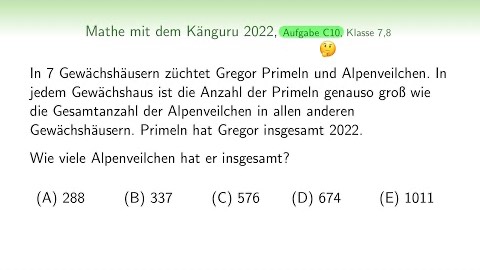 Mathe mit dem Känguru 2022, Aufgabe C10, Klasse 7,8
In 7 Gewächshäusern züchtet Gregor Primeln und Alpenveilchen. In
jedem Gewächshaus ist die Anzahl der Primeln genauso groß wie
die Gesamtanzahl der Alpenveilchen in allen anderen
Gewächshäusern. Primeln hat Gregor insgesamt 2022.
Wie viele Alpenveilchen hat er insgesamt?
(A) 288 (B) 337 (C) 576 (D) 674 (E) 1011